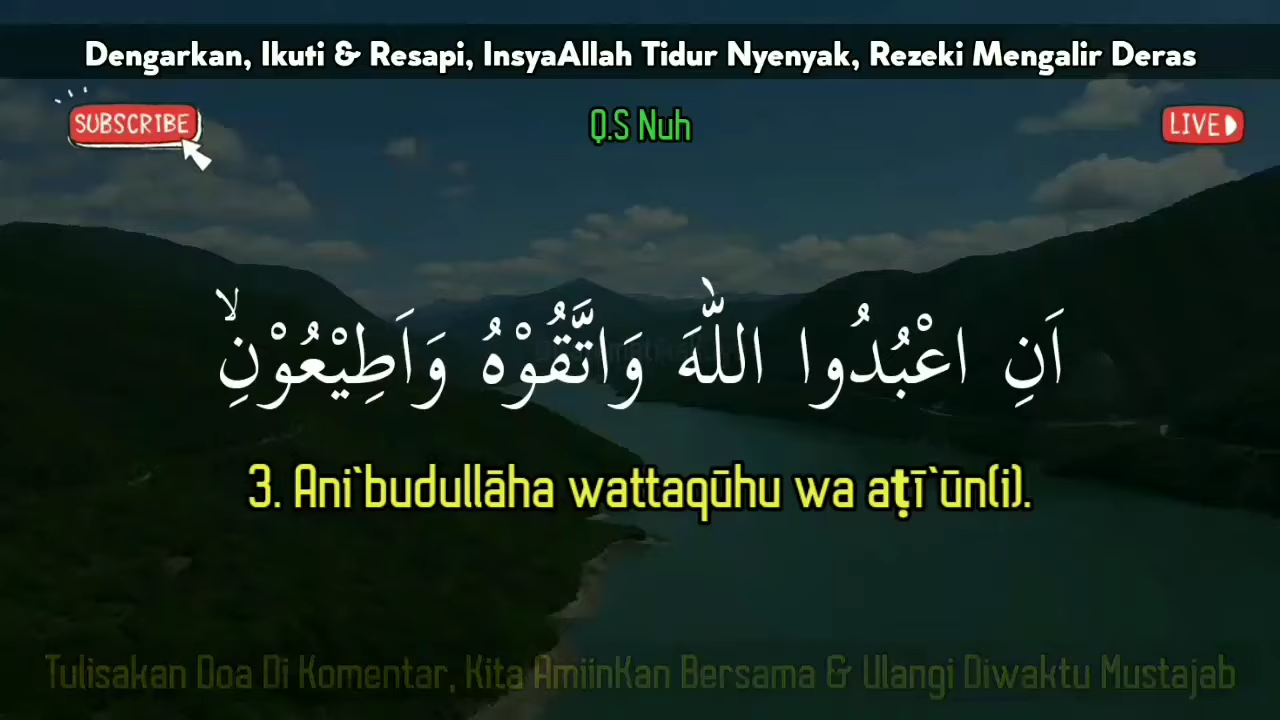 Dengarkan, Ikuti & Resapi, InsyaAllah Tidur Nyenyak, Rezeki Mengalir Deras
SUBSCRIBE
Q.S Nuh
LIVE
اَنِ اعْبُدُوا اللّٰهَ وَاتَّقُوْهُ وَاَطِيْعُوْنِۙ
3. Ani`budullāha wattaqūhu wa aṭī`ūn(i).
Tulisakan Doa Di Komentar, Kita AmiinKan Bersama & Ulangi Diwaktu Mustajab